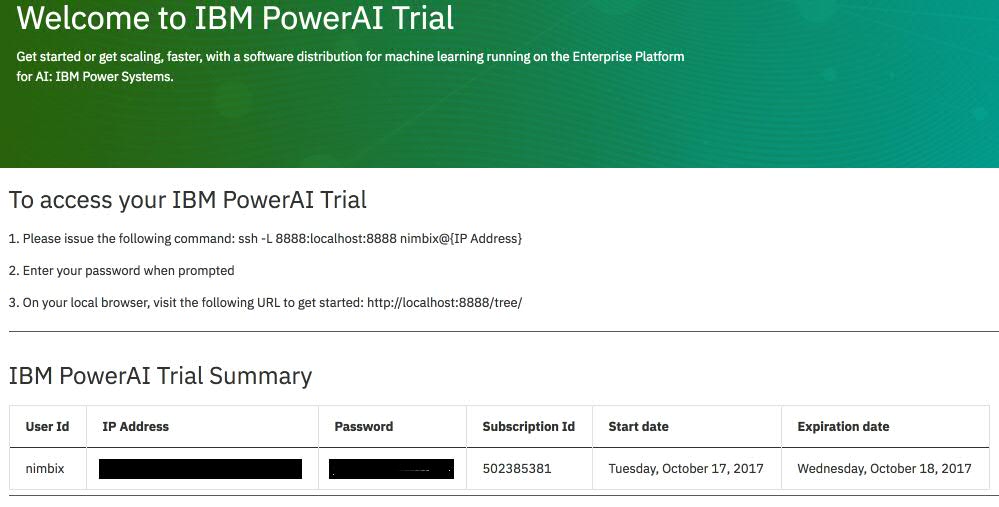 Welcome to IBM PowerAI Trial
Get started or get scaling, faster, with a software distribution for machine learning running on the Enterprise Platform
for AI: IBM Power Systems.
To access your IBM PowerAI Trial
1. Please issue the following command: ssh -L 8888:localhost:8888 nimbix@{IP Address}
2. Enter your password when prompted
3. On your local browser, visit the following URL to get started: http://localhost:8888/tree/
IBM PowerAI Trial Summary
User Id IP Address Password Subscription Id Start date Expiration date
nimbix 502385381 Tuesday, October 17, 2017 Wednesday, October 18, 2017